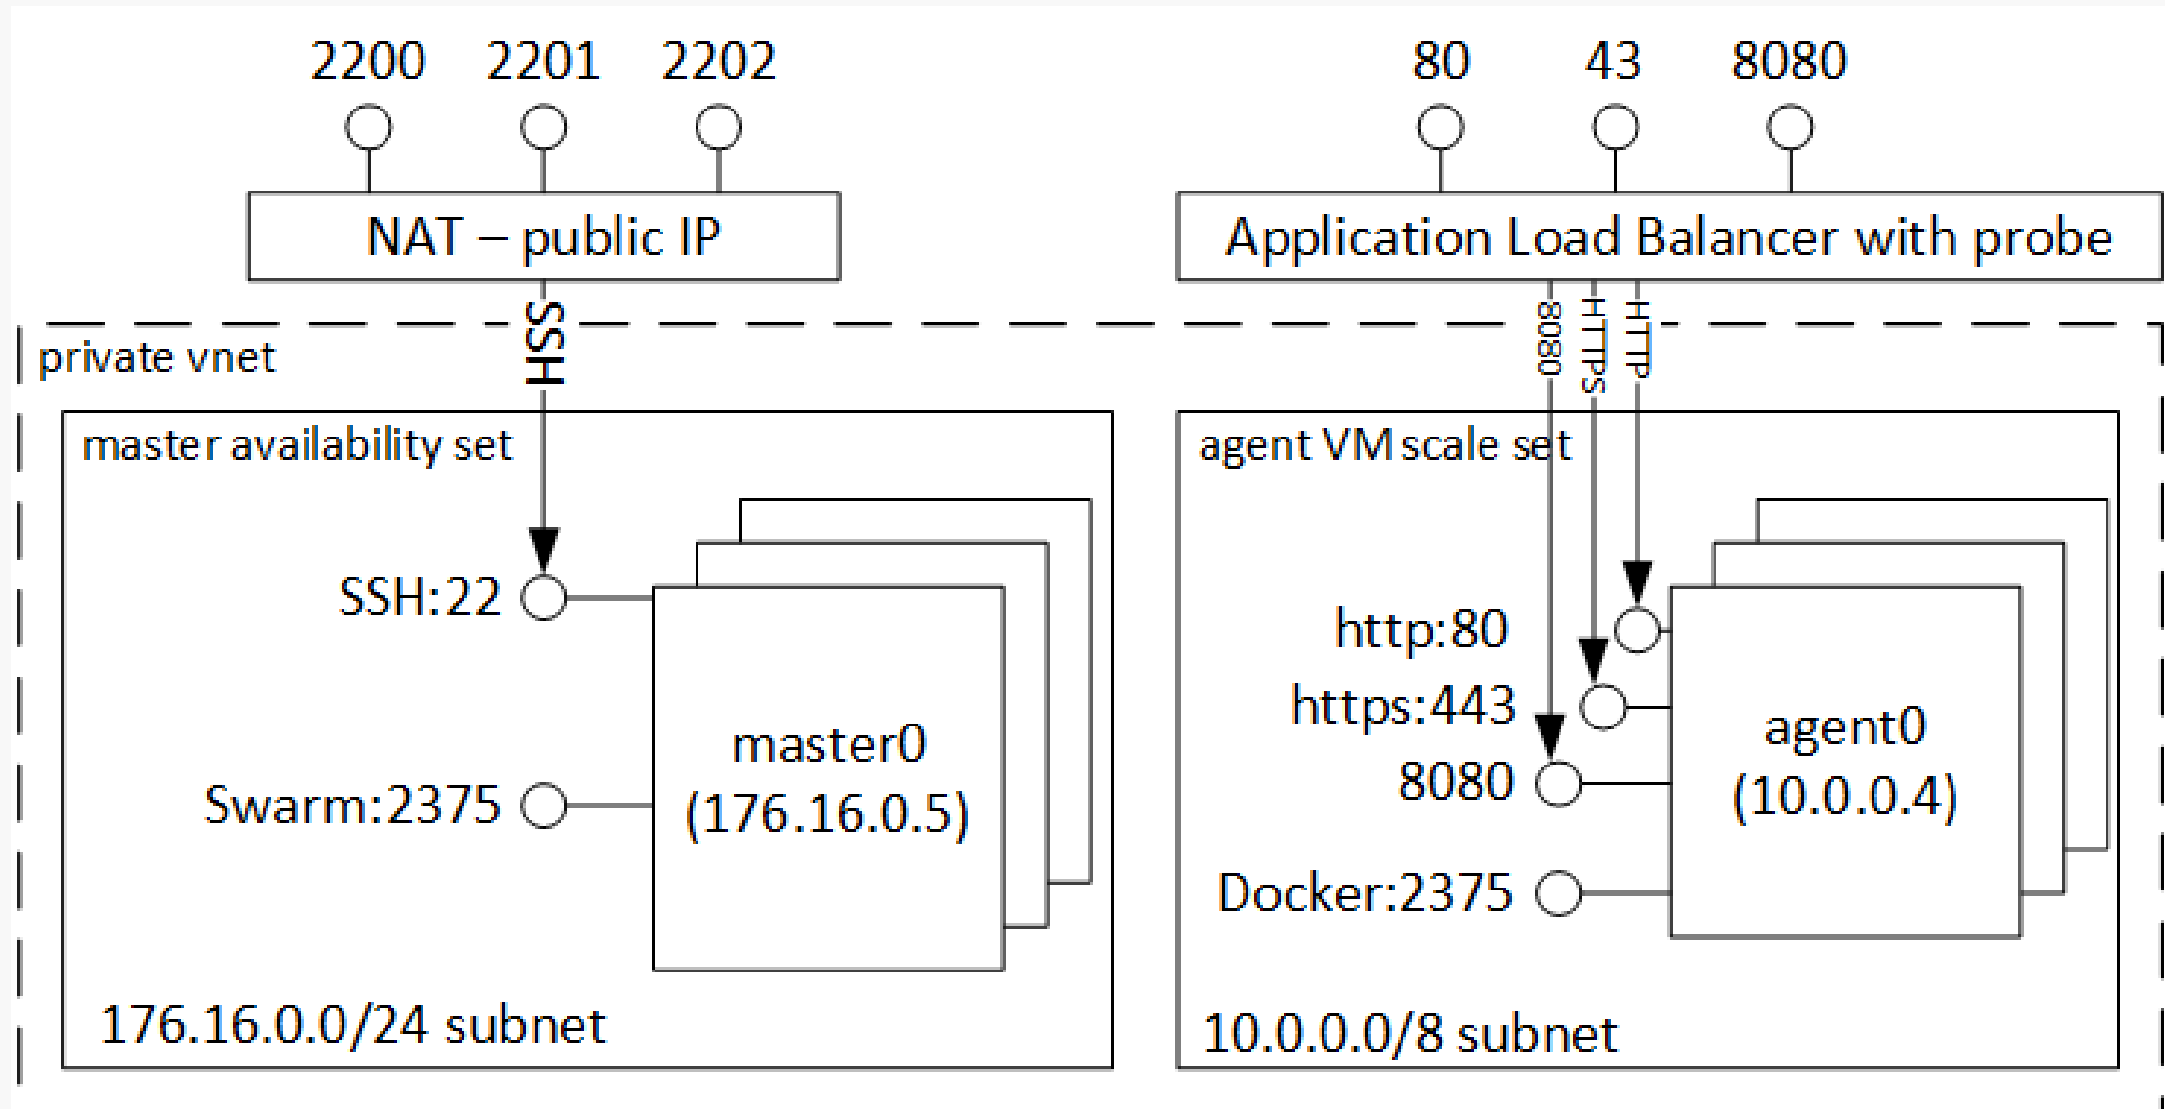 2200 2201 2202
80 43 8080
NAT – public IP
Application Load Balancer with probe
SSH
8080
HTTPS
HTTP
private vnet
master availability set
SSH:22
Swarm:2375
master0
(176.16.0.5)
176.16.0.0/24 subnet
agent VM scale set
http:80
https:443
8080
Docker:2375
agent0
(10.0.0.4)
10.0.0.0/8 subnet